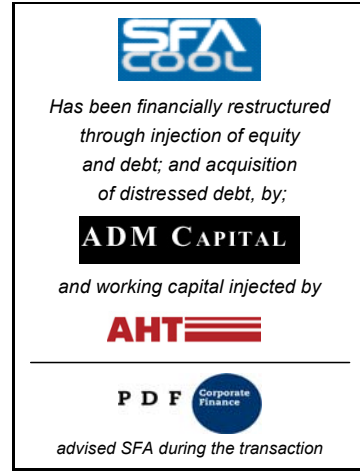 SFA
COOL
Has been financially restructured
through injection of equity
and debt; and acquisition
of distressed debt, by;
ADM CAPITAL
and working capital injected by
AHT
P D F Corporate
Finance
advised SFA during the transaction